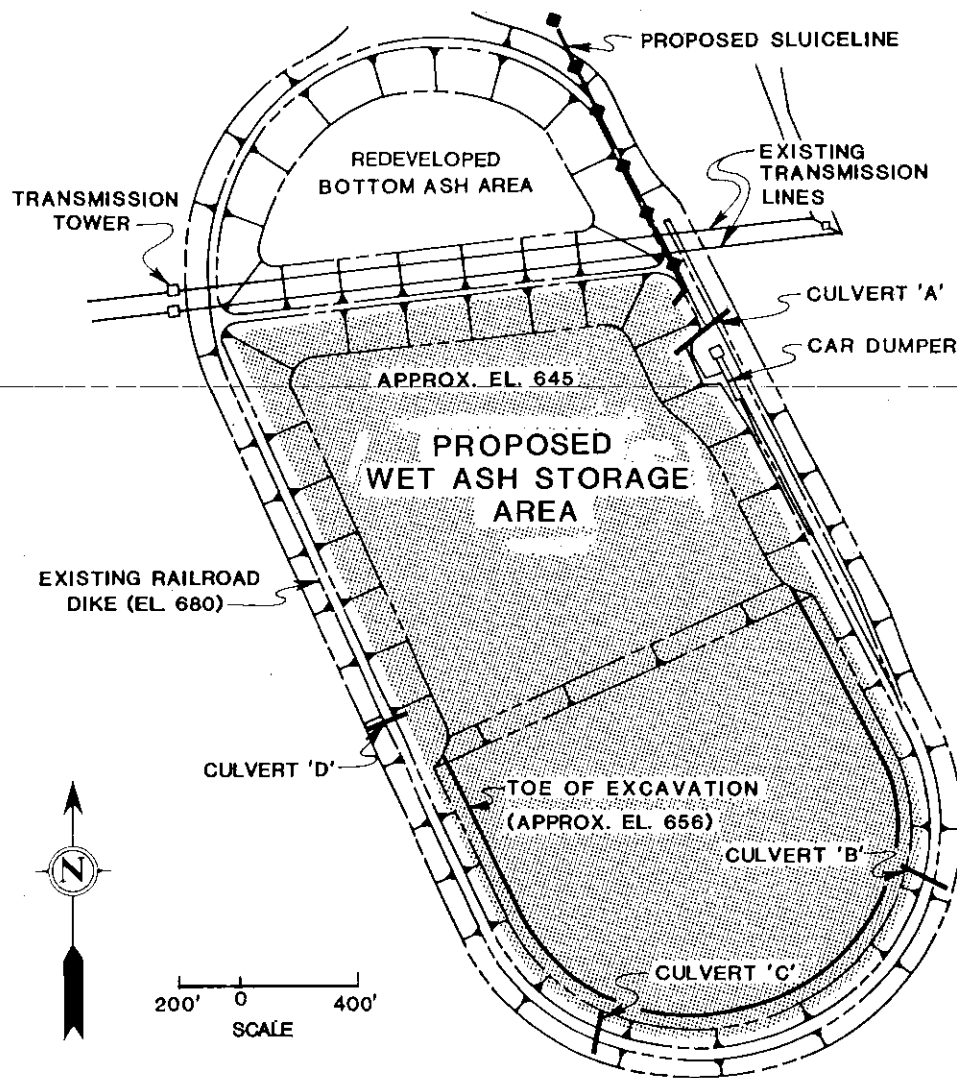 PROPOSED SLUICELINE
REDEVELOPED
BOTTOM ASH AREA
EXISTING
TRANSMISSION
LINES
TRANSMISSION
TOWER
CULVERT 'A'
CAR DUMPER
APPROX. EL. 645
PROPOSED
WET ASH STORAGE
AREA
EXISTING RAILROAD
DIKE (EL. 680)
CULVERT 'D'
TOE OF EXCAVATION
(APPROX. EL. 656)
CULVERT 'B'
N
CULVERT 'C'
200' 0 400'
SCALE